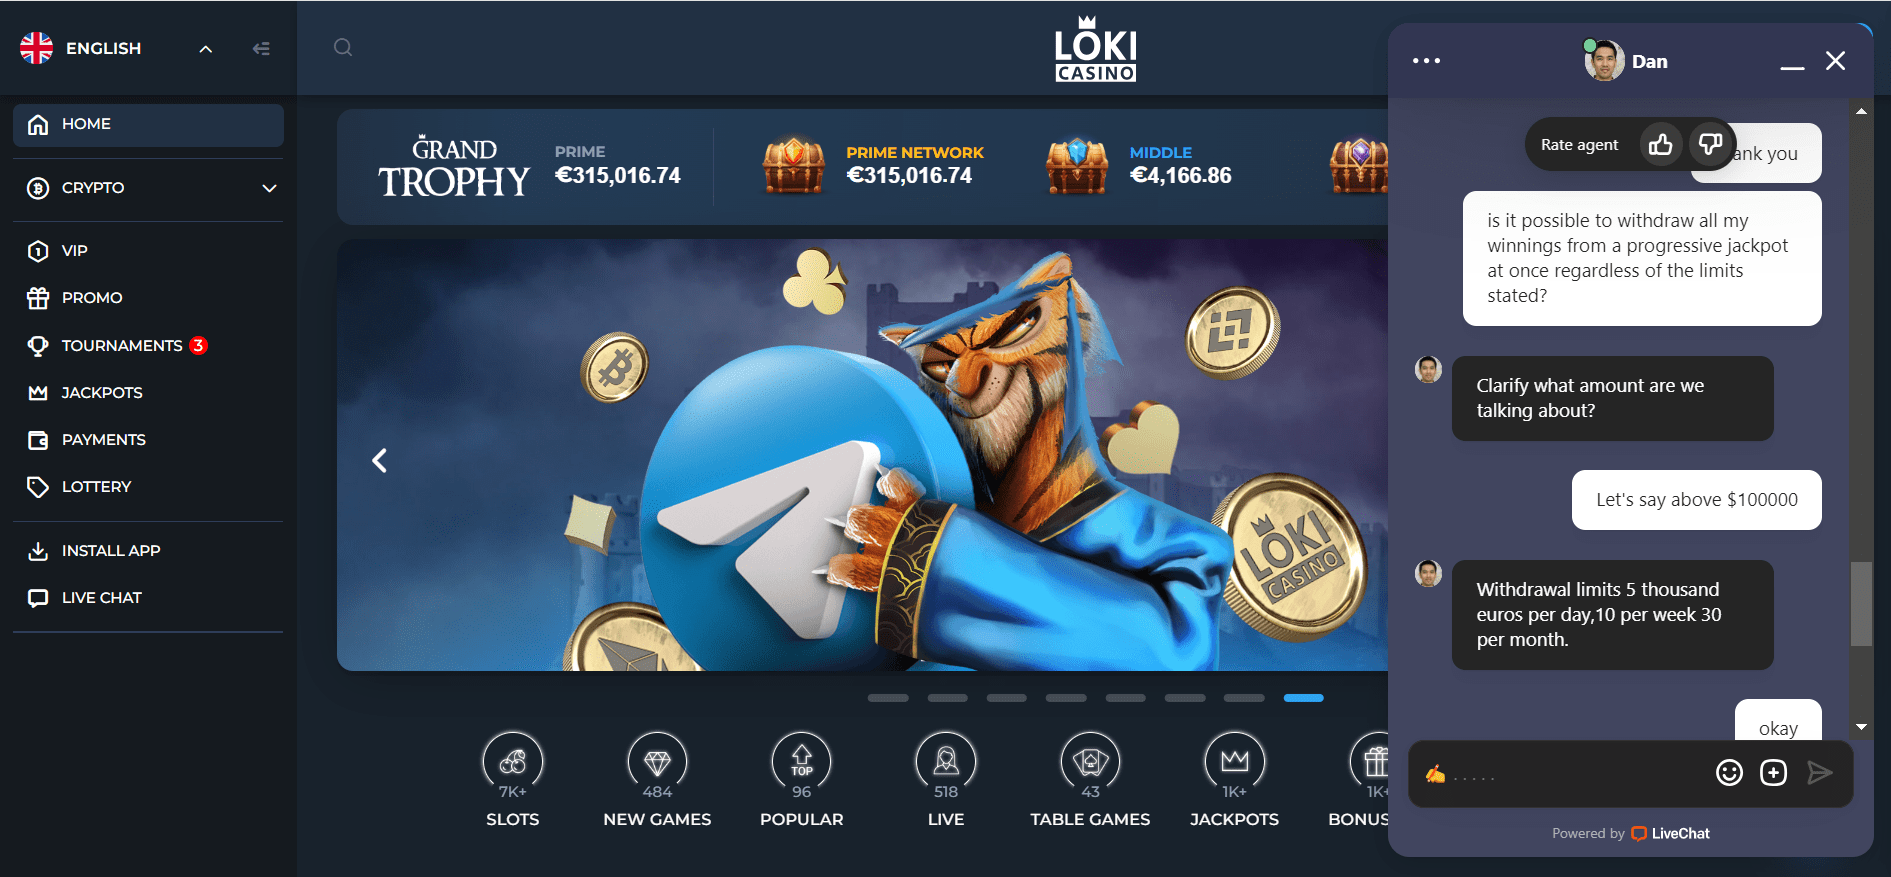 ENGLISH
HOME
CRYPTO
VIP
PROMO
TOURNAMENTS 3
JACKPOTS
PAYMENTS
LOTTERY
INSTALL APP
LIVE CHAT
LOKI
CASINO
GRAND
TROPHY
PRIME
€315,016.74
PRIME NETWORK
€315,016.74
MIDDLE
€4,166.86
LOKI
CASINO
7K+
SLOTS
484
NEW GAMES
TOP
96
POPULAR
518
LIVE
43
TABLE GAMES
1K+
JACKPOTS
1K+
BONUS
Dan
Rate agent
ank you
is it possible to withdraw all my
winnings from a progressive jackpot
at once regardless of the limits
stated?
Clarify what amount are we
talking about?
Let's say above $100000
Withdrawal limits 5 thousand
euros per day,10 per week 30
per month.
okay
✍ . . . . .
Powered by LiveChat